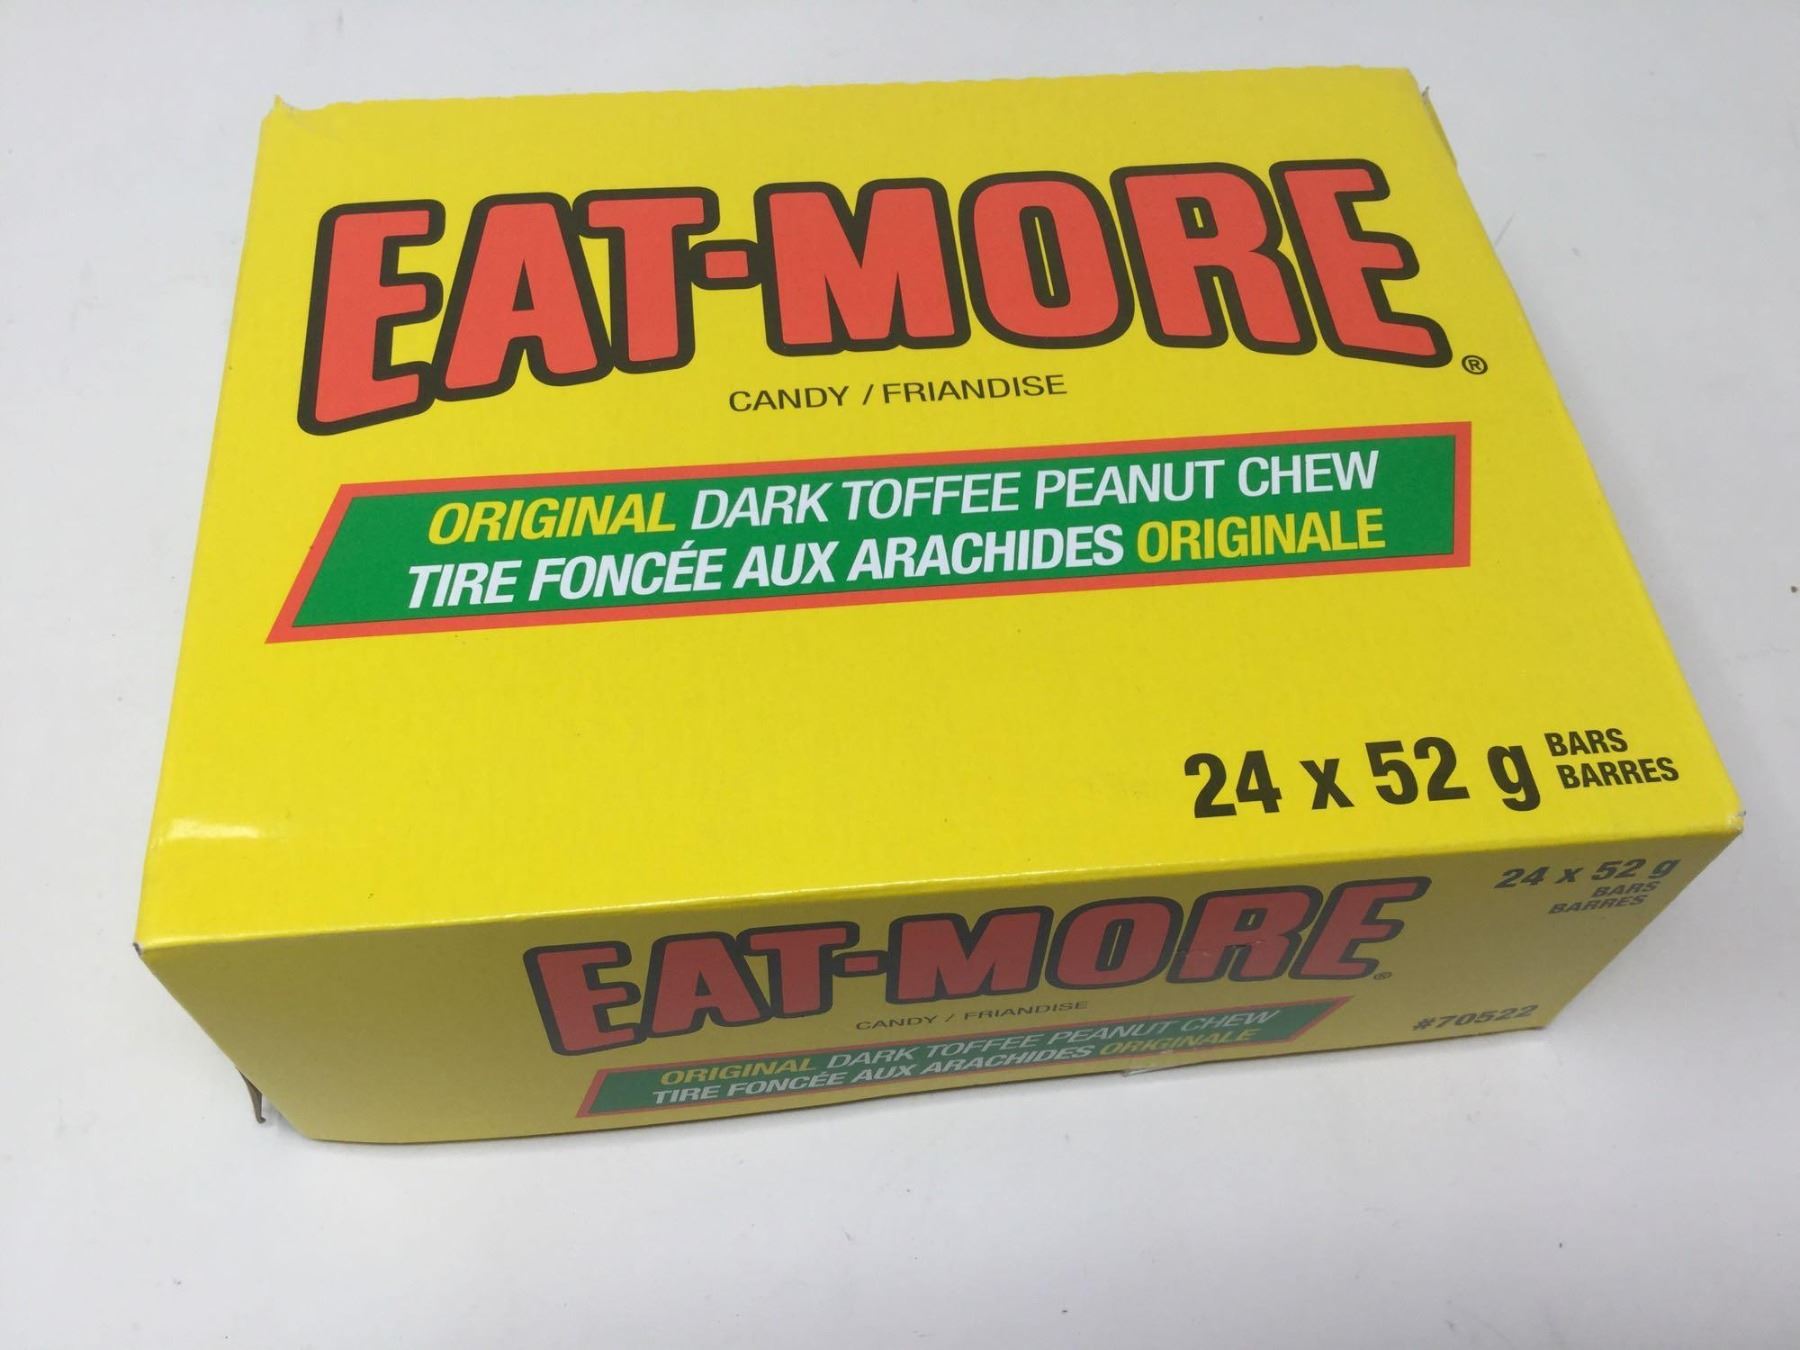 EAT-MORE®
CANDY / FRIANDISE
ORIGINAL DARK TOFFEE PEANUT CHEW
TIRE FONCÉE AUX ARACHIDES ORIGINALE
24 x 52 g BARS
BARRES
24 x 52 g
BARS
BARRES
EAT-MORE®
CANDY / FRIANDISE
ORIGINAL DARK TOFFEE PEANUT CHEW
TIRE FONCÉE AUX ARACHIDES ORIGINALE
#70522